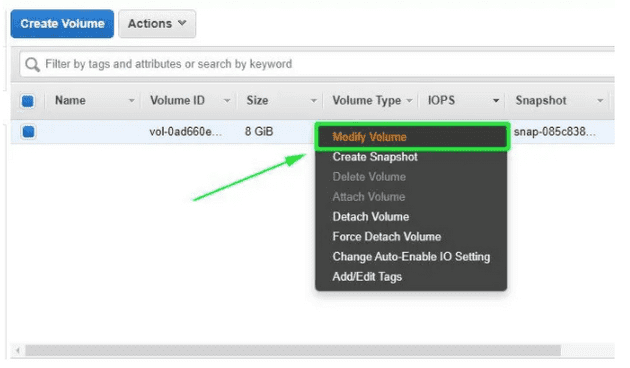 Create Volume Actions
Filter by tags and attributes or search by keyword
Name Volume ID Size Volume Type IOPS Snapshot
vol-0ad660e... 8 GiB snap-085c838...
Modify Volume
Create Snapshot
Delete Volume
Attach Volume
Detach Volume
Force Detach Volume
Change Auto-Enable IO Setting
Add/Edit Tags